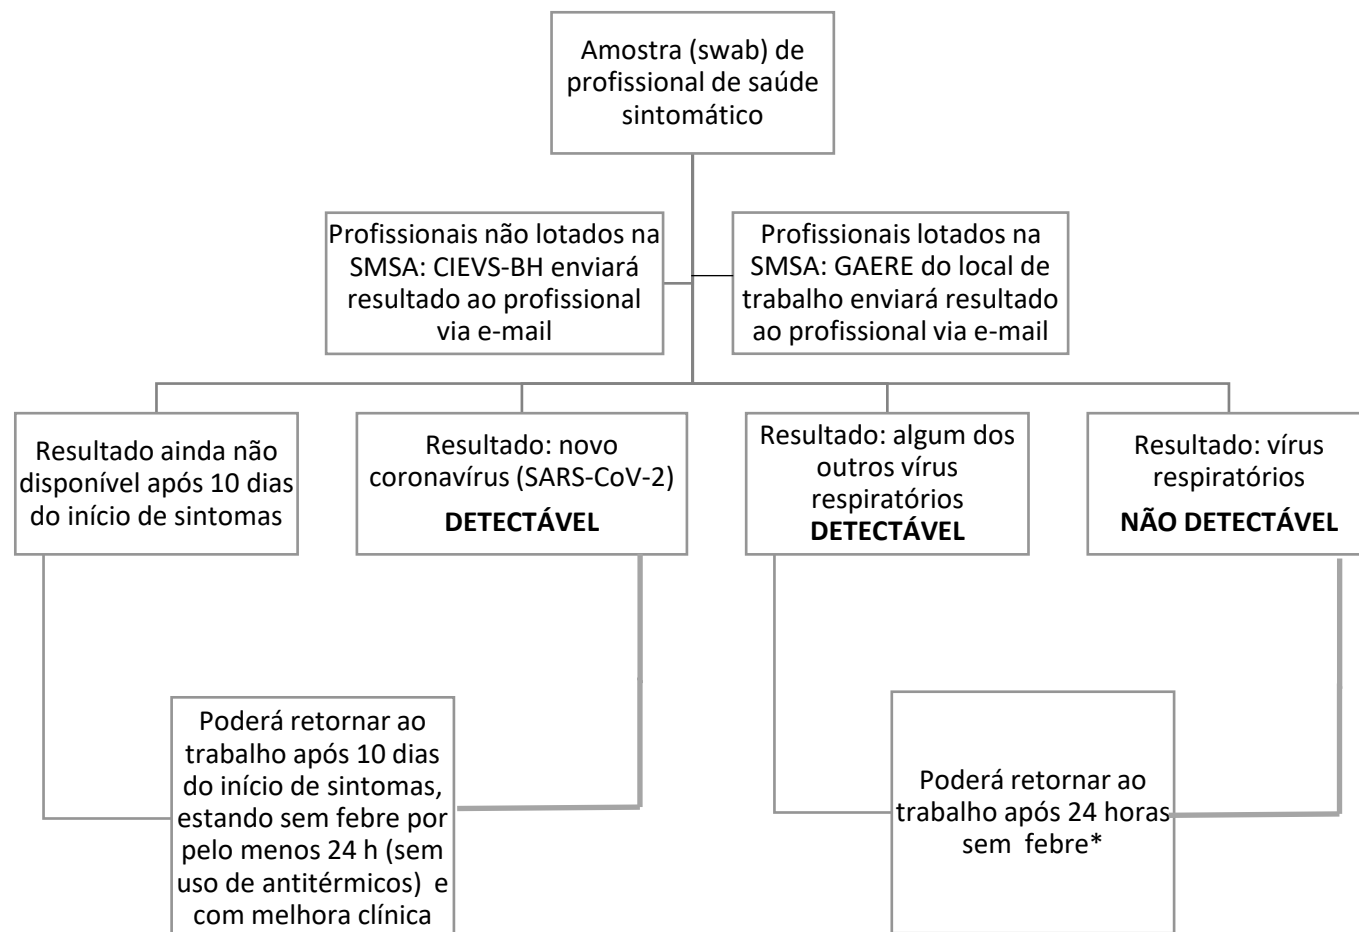 Amostra (swab) de
profissional de saúde
sintomático
Profissionais não lotados na
SMSA: CIEVS-BH enviará
resultado ao profissional
via e-mail
Profissionais lotados na
SMSA: GAERE do local de
trabalho enviará resultado
ao profissional via e-mail
Resultado ainda não
disponível após 10 dias
do início de sintomas
Resultado: novo
coronavírus (SARS-CoV-2)
DETECTÁVEL
Resultado: algum dos
outros vírus
respiratórios
DETECTÁVEL
Resultado: vírus
respiratórios
NÃO DETECTÁVEL
Poderá retornar ao
trabalho após 10 dias
do início de sintomas,
estando sem febre por
pelo menos 24 h (sem
uso de antitérmicos) e
com melhora clínica
Poderá retornar ao
trabalho após 24 horas
sem febre*